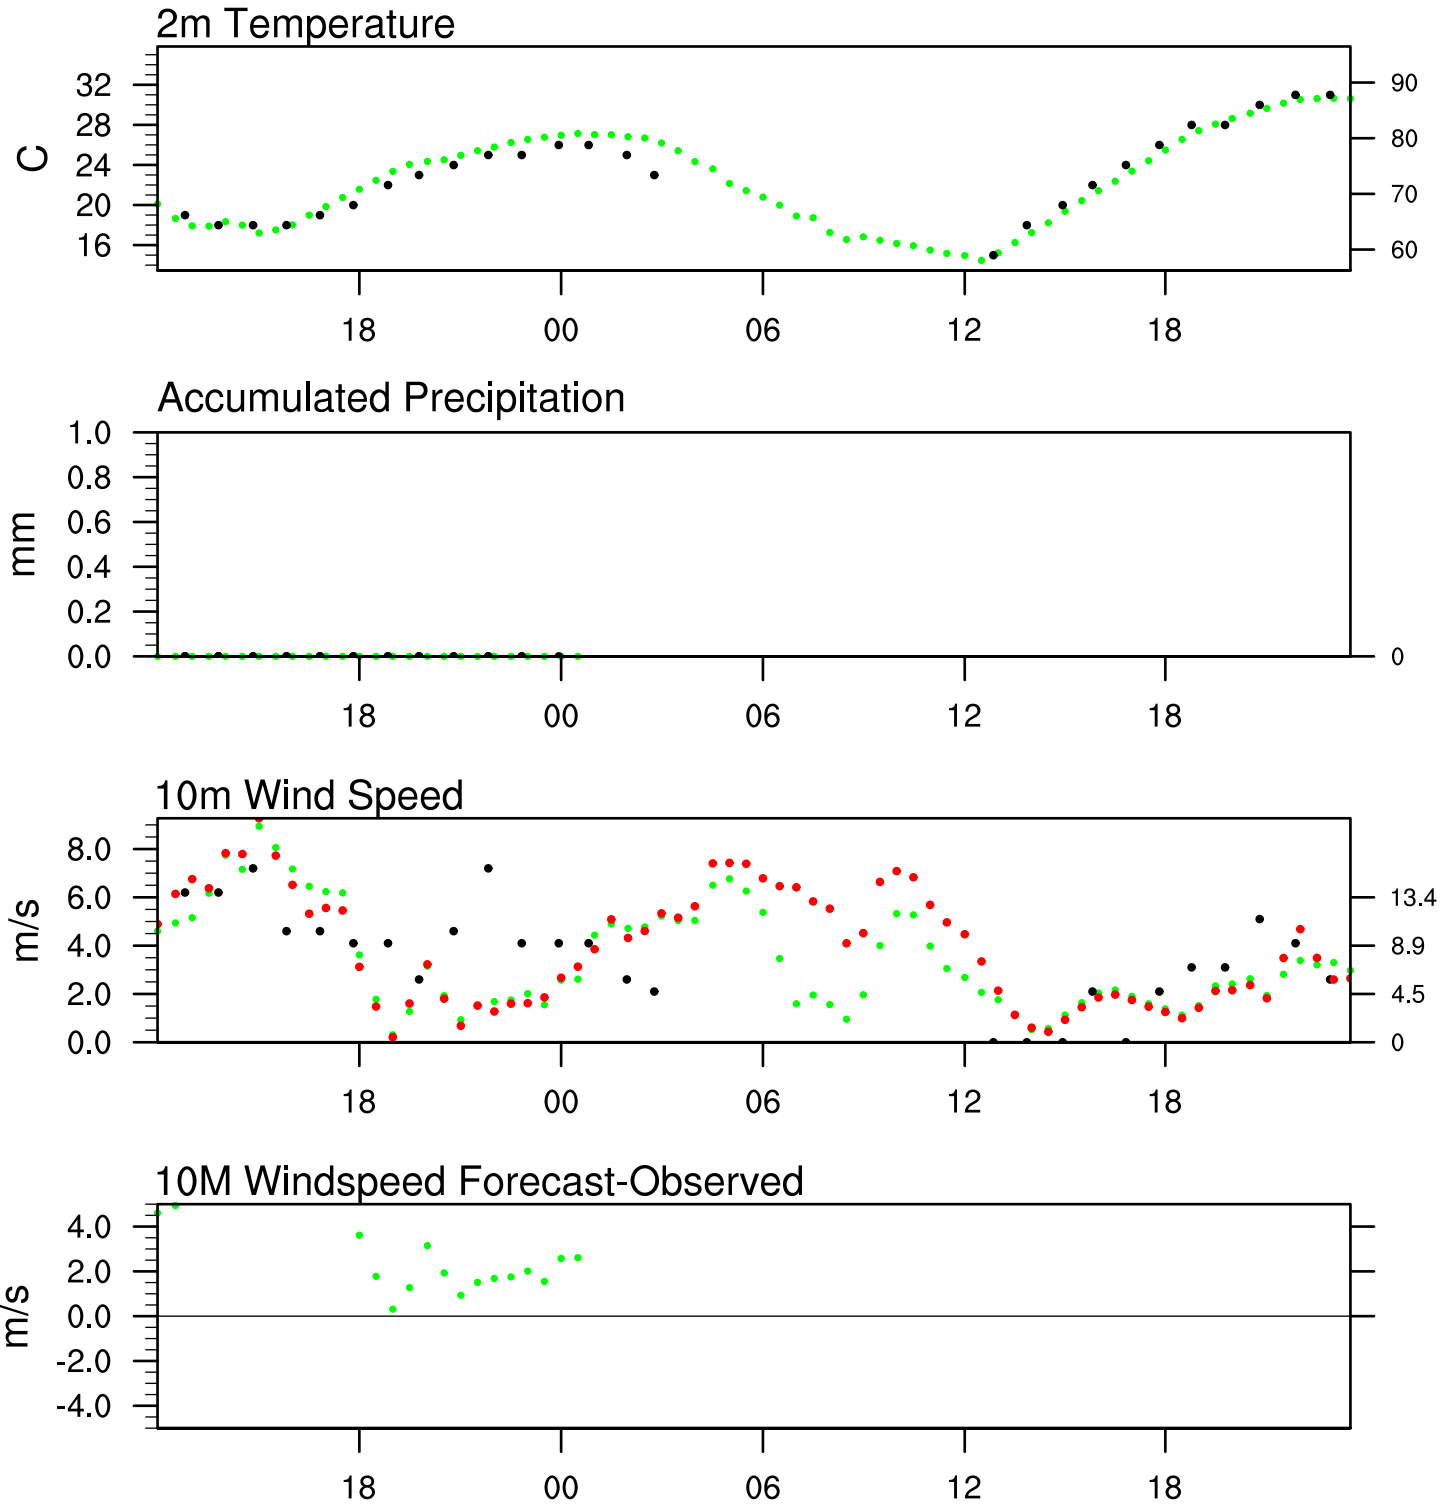 2m Temperature
32 90
28 80
24
20 70
16 60
C
18 00 06 12 18
Accumulated Precipitation
1.0
0.8
0.6
0.4
0.2
0.0 0
mm
18 00 06 12 18
10m Wind Speed
8.0
6.0 13.4
4.0 8.9
2.0 4.5
0.0 0
m/s
18 00 06 12 18
10M Windspeed Forecast-Observed
4.0
2.0
0.0
-2.0
-4.0
m/s
18 00 06 12 18